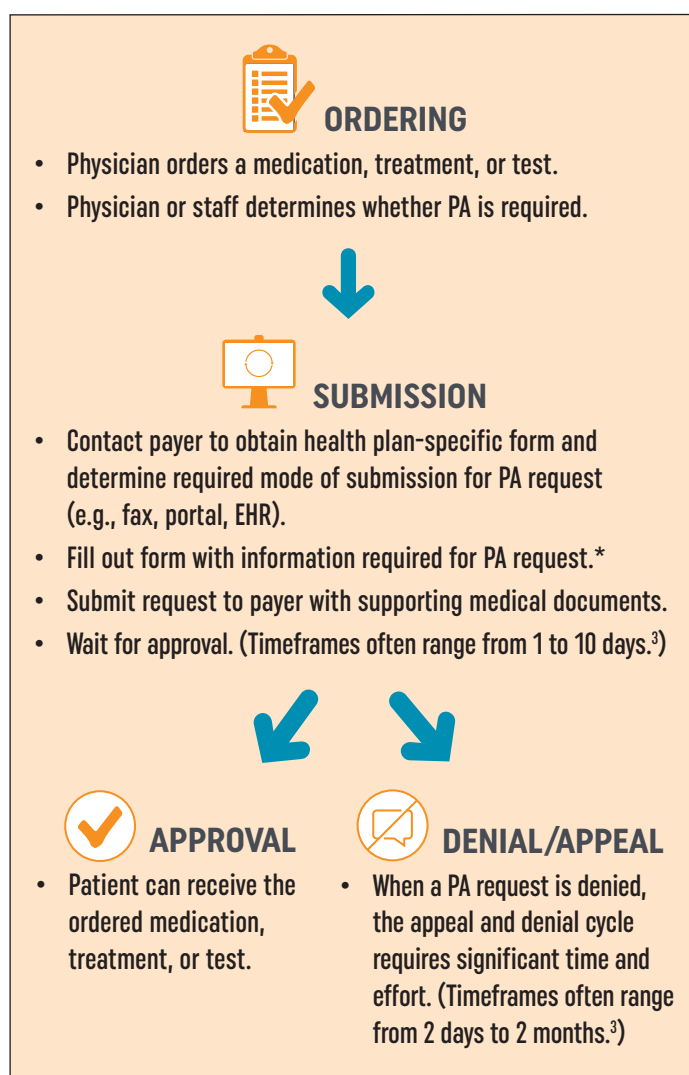 ORDERING
• Physician orders a medication, treatment, or test.
• Physician or staff determines whether PA is required.
SUBMISSION
• Contact payer to obtain health plan-specific form and
determine required mode of submission for PA request
(e.g., fax, portal, EHR).
• Fill out form with information required for PA request.*
• Submit request to payer with supporting medical documents.
• Wait for approval. (Timeframes often range from 1 to 10 days.³)
APPROVAL
• Patient can receive the
ordered medication,
treatment, or test.
DENIAL/APPEAL
• When a PA request is denied,
the appeal and denial cycle
requires significant time and
effort. (Timeframes often range
from 2 days to 2 months.³)